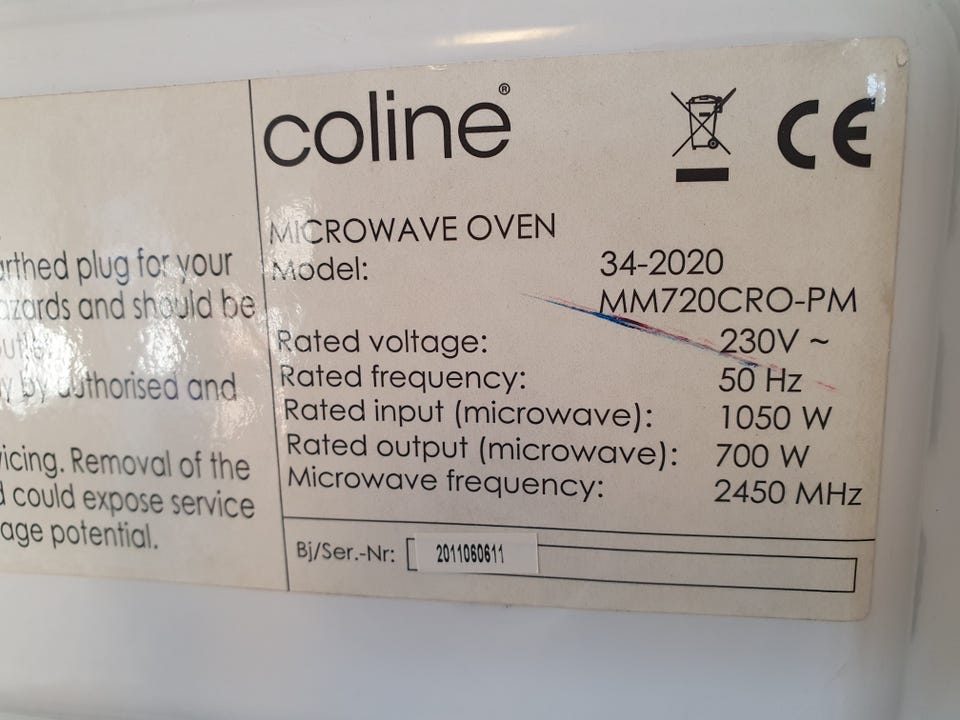 arthed plug for your
azards and should be
by authorised and
icing. Removal of the
could expose service
age potential.
coline®
CE
MICROWAVE OVEN
Model: 34-2020
MM720CRO-PM
Rated voltage: 230V ~
Rated frequency: 50 Hz
Rated input (microwave): 1050 W
Rated output (microwave): 700 W
Microwave frequency: 2450 MHz
Bj/Ser.-Nr: 2011060611